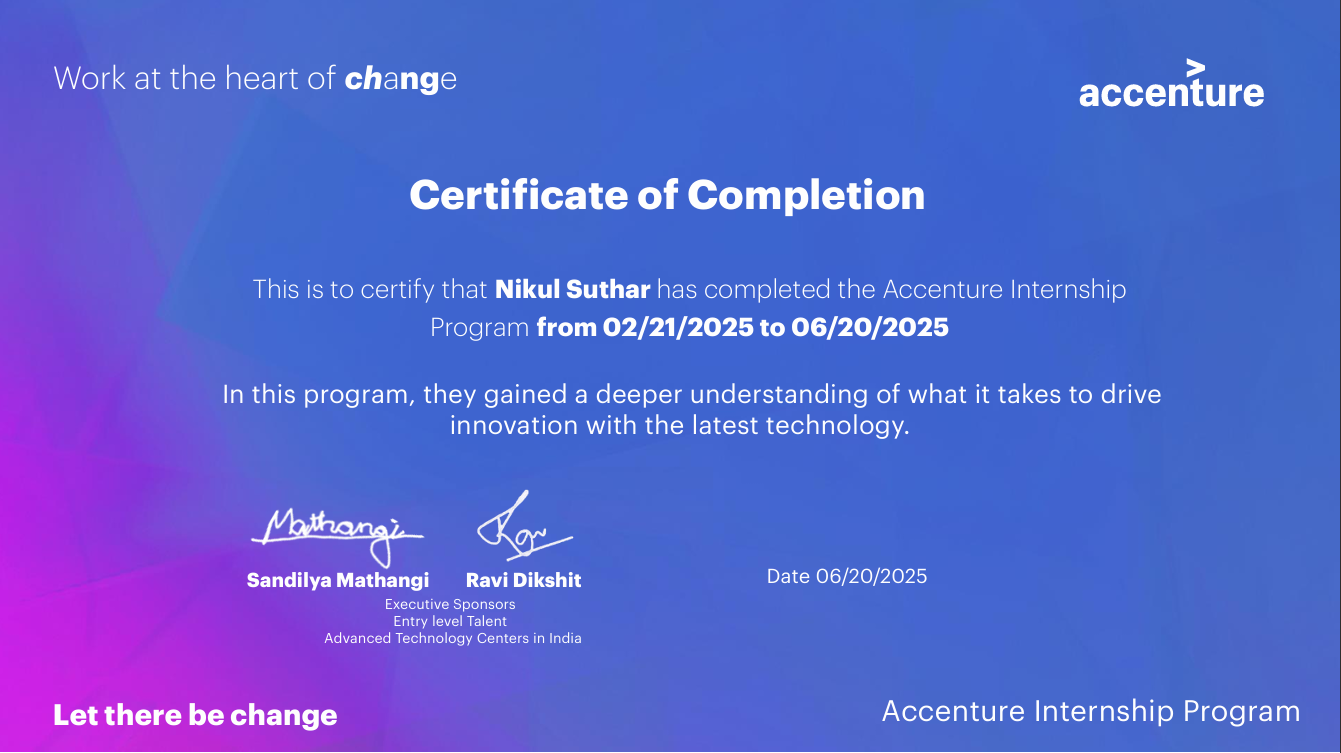 Work at the heart of change
accenture
Certificate of Completion
This is to certify that Nikul Suthar has completed the Accenture Internship
Program from 02/21/2025 to 06/20/2025
In this program, they gained a deeper understanding of what it takes to drive
innovation with the latest technology.
Mathangi
Sandilya Mathangi
Ravi Dikshit
Executive Sponsors
Entry level Talent
Advanced Technology Centers in India
Date 06/20/2025
Let there be change
Accenture Internship Program